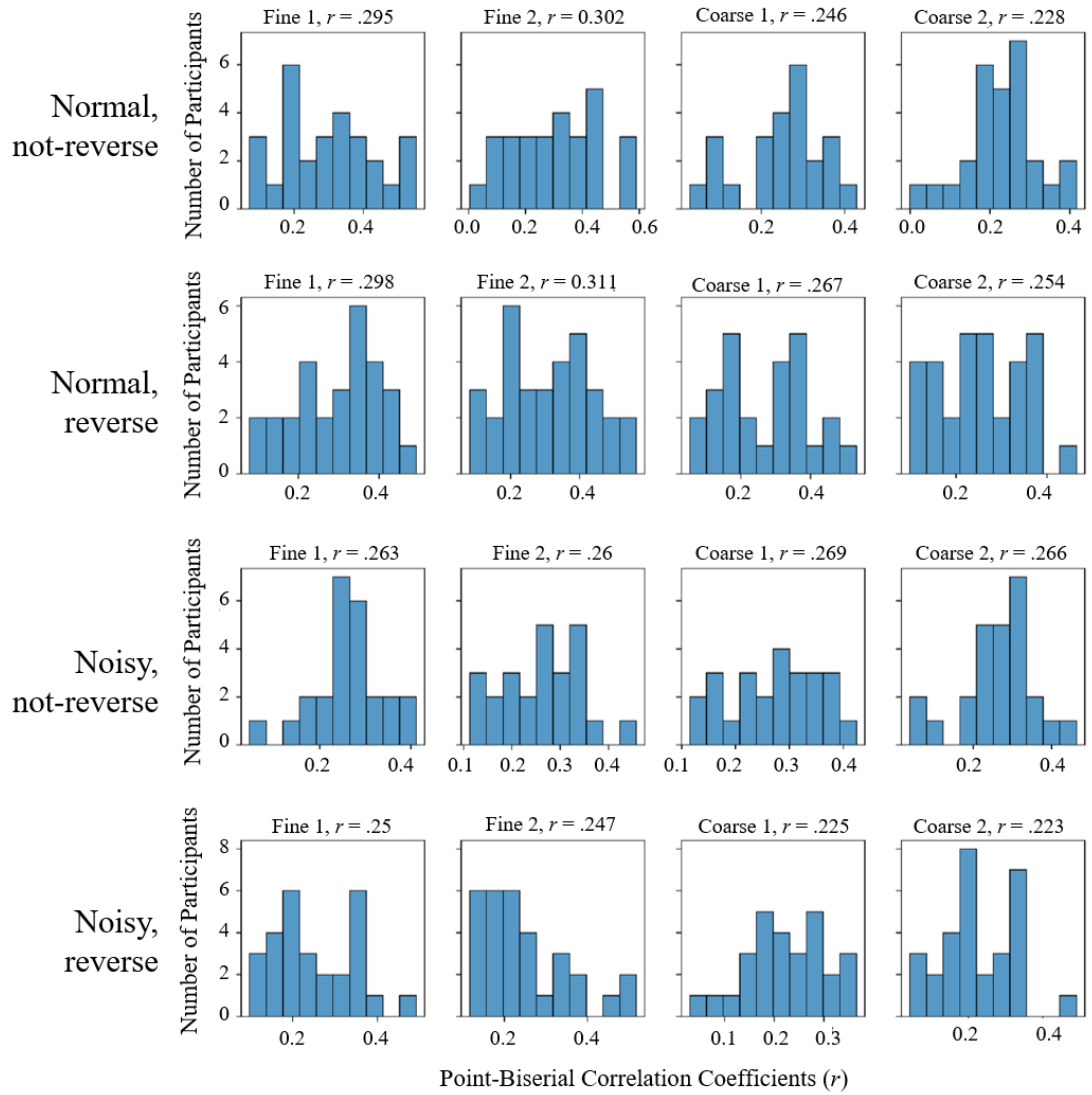 Fine 1, r = .295
Fine 2, r = 0.302
Coarse 1, r = .246
Coarse 2, r = .228
Normal,
not-reverse
Number of Participants
6
4
2
0
0.2
0.4
0.0
0.2
0.4
0.6
0.2
0.4
0.0
0.2
0.4
Fine 1, r = .298
Fine 2, r = 0.311
Coarse 1, r = .267
Coarse 2, r = .254
Normal,
reverse
Number of Participants
6
4
2
0
0.2
0.4
0.2
0.4
0.2
0.4
0.2
0.4
Fine 1, r = .263
Fine 2, r = .26
Coarse 1, r = .269
Coarse 2, r = .266
Noisy,
not-reverse
Number of Participants
6
4
2
0
0.2
0.4
0.1
0.2
0.3
0.4
0.1
0.2
0.3
0.4
0.2
0.4
Fine 1, r = .25
Fine 2, r = .247
Coarse 1, r = .225
Coarse 2, r = .223
Noisy,
reverse
Number of Participants
8
6
4
2
0
0.2
0.4
0.2
0.4
0.1
0.2
0.3
0.2
0.4
Point-Biserial Correlation Coefficients (r)